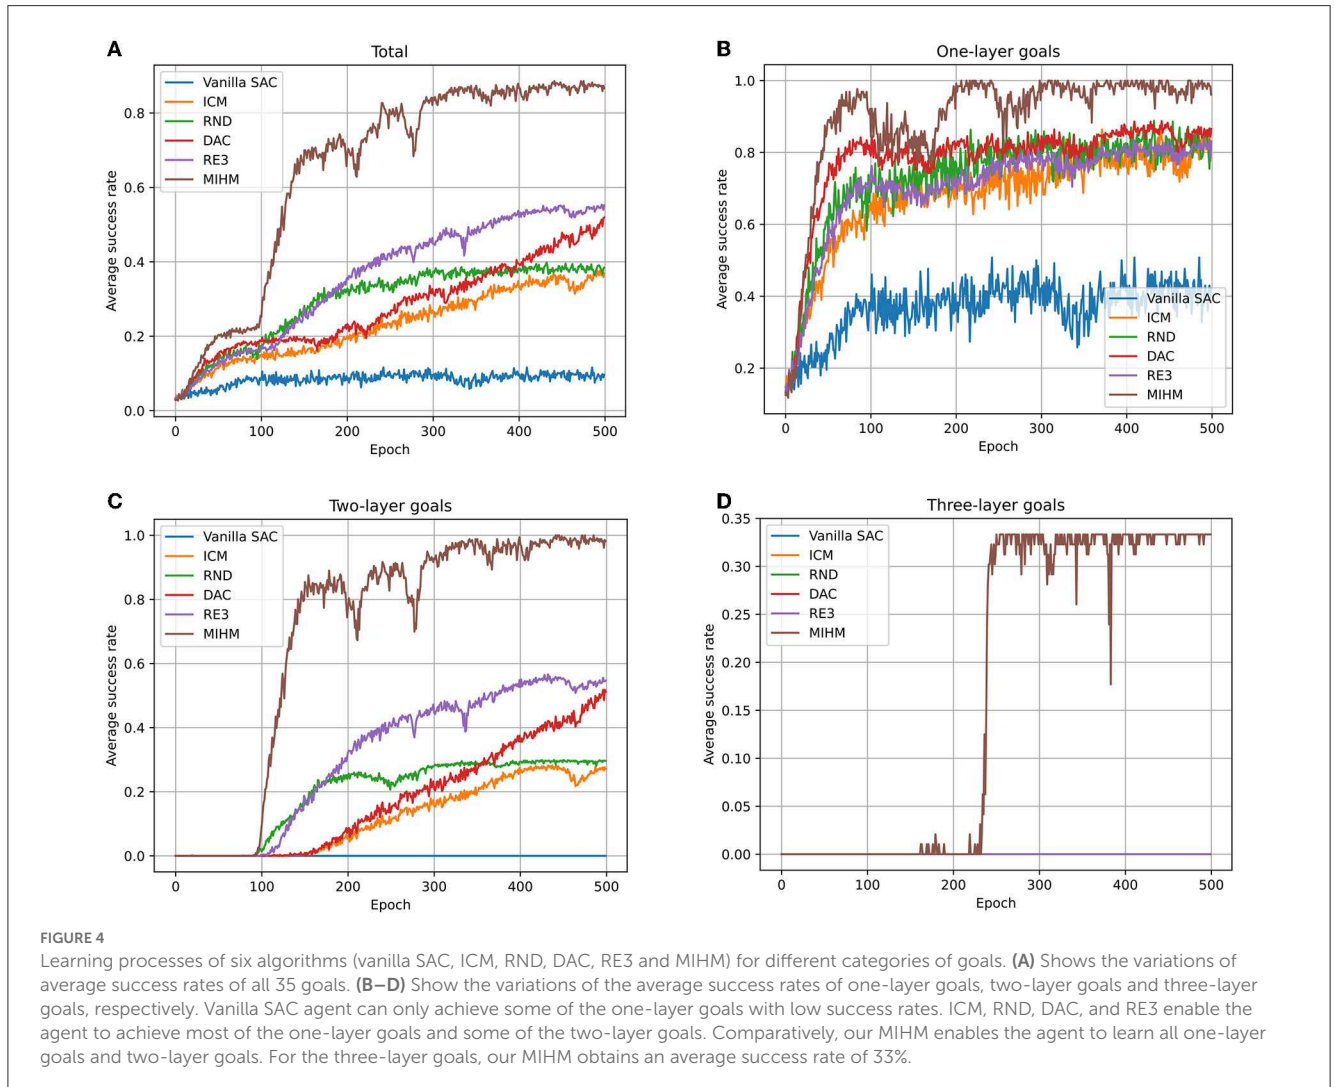 A
Total
Vanilla SAC
ICM
RND
DAC
RE3
MIHM
Average success rate
0.8
0.6
0.4
0.2
0.0
0 100 200 300 400 500
Epoch
B
One-layer goals
Average success rate
1.0
0.8
0.6
0.4
0.2
Vanilla SAC
ICM
RND
DAC
RE3
MIHM
0 100 200 300 400 500
Epoch
C
Two-layer goals
Vanilla SAC
ICM
RND
DAC
RE3
MIHM
Average success rate
1.0
0.8
0.6
0.4
0.2
0.0
0 100 200 300 400 500
Epoch
D
Three-layer goals
Vanilla SAC
ICM
RND
DAC
RE3
MIHM
Average success rate
0.35
0.30
0.25
0.20
0.15
0.10
0.05
0.00
0 100 200 300 400 500
Epoch
FIGURE 4
Learning processes of six algorithms (vanilla SAC, ICM, RND, DAC, RE3 and MIHM) for different categories of goals. (A) Shows the variations of
average success rates of all 35 goals. (B–D) Show the variations of the average success rates of one-layer goals, two-layer goals and three-layer
goals, respectively. Vanilla SAC agent can only achieve some of the one-layer goals with low success rates. ICM, RND, DAC, and RE3 enable the
agent to achieve most of the one-layer goals and some of the two-layer goals. Comparatively, our MIHM enables the agent to learn all one-layer
goals and two-layer goals. For the three-layer goals, our MIHM obtains an average success rate of 33%.